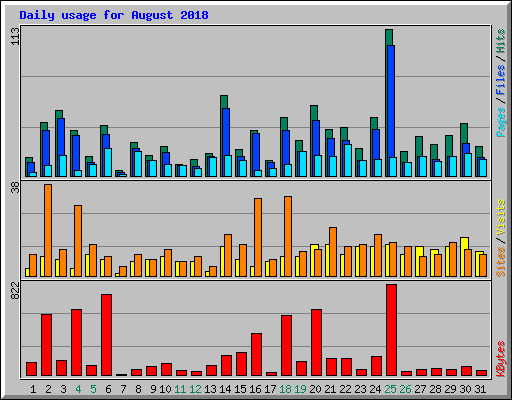 Daily usage for August 2018
113
38
822
Pages / Files / Hits
Sites / Visits
KBytes
1 2 3 4 5 6 7 8 9 10 11 12 13 14 15 16 17 18 19 20 21 22 23 24 25 26 27 28 29 30 31